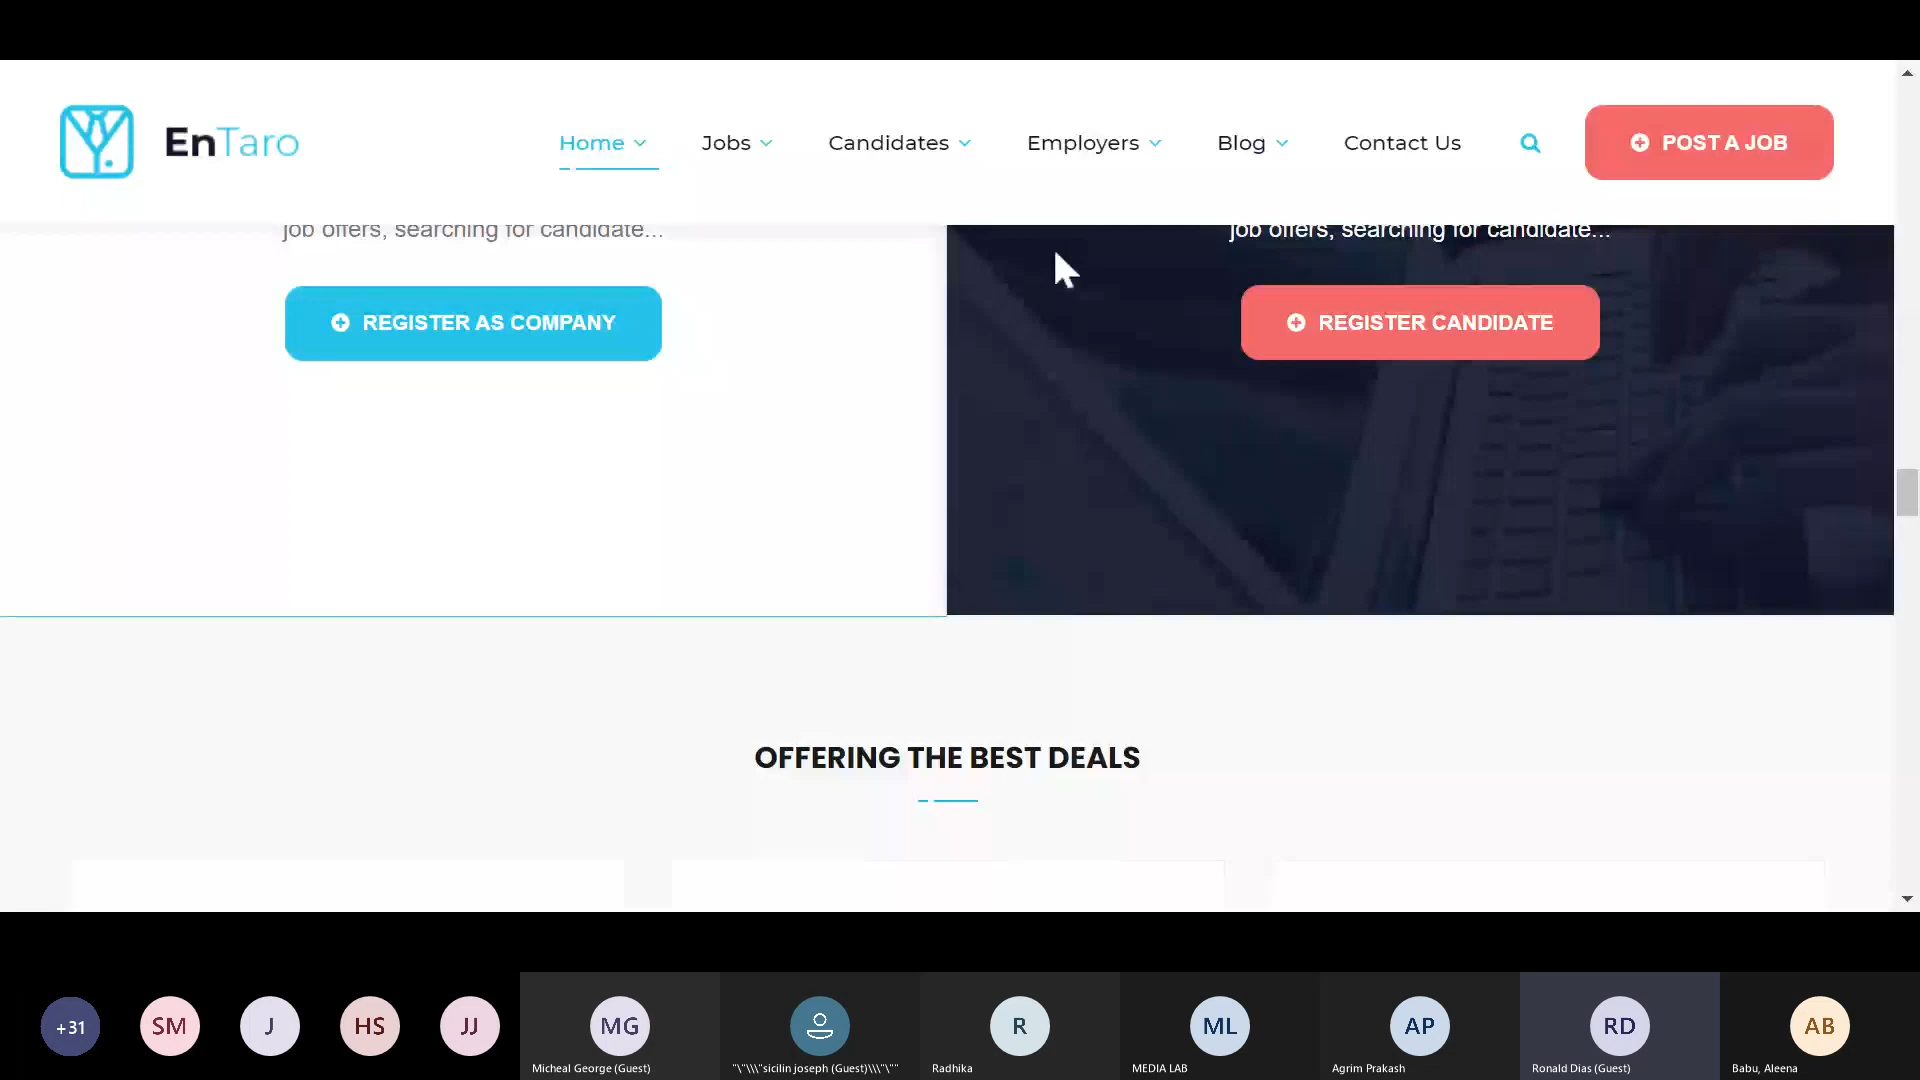 EnTaro
Home Jobs Candidates Employers Blog Contact Us POST A JOB
job offers, searching for candidate...
job offers, searching for candidate...
REGISTER AS COMPANY
REGISTER CANDIDATE
OFFERING THE BEST DEALS
+31 SM J HS JJ MG R ML AP RD AB
Micheal George (Guest) "\"\\\"sicilin joseph (Guest)\\\"\"" Radhika MEDIA LAB Agrim Prakash Ronald Dias (Guest) Babu, Aleena